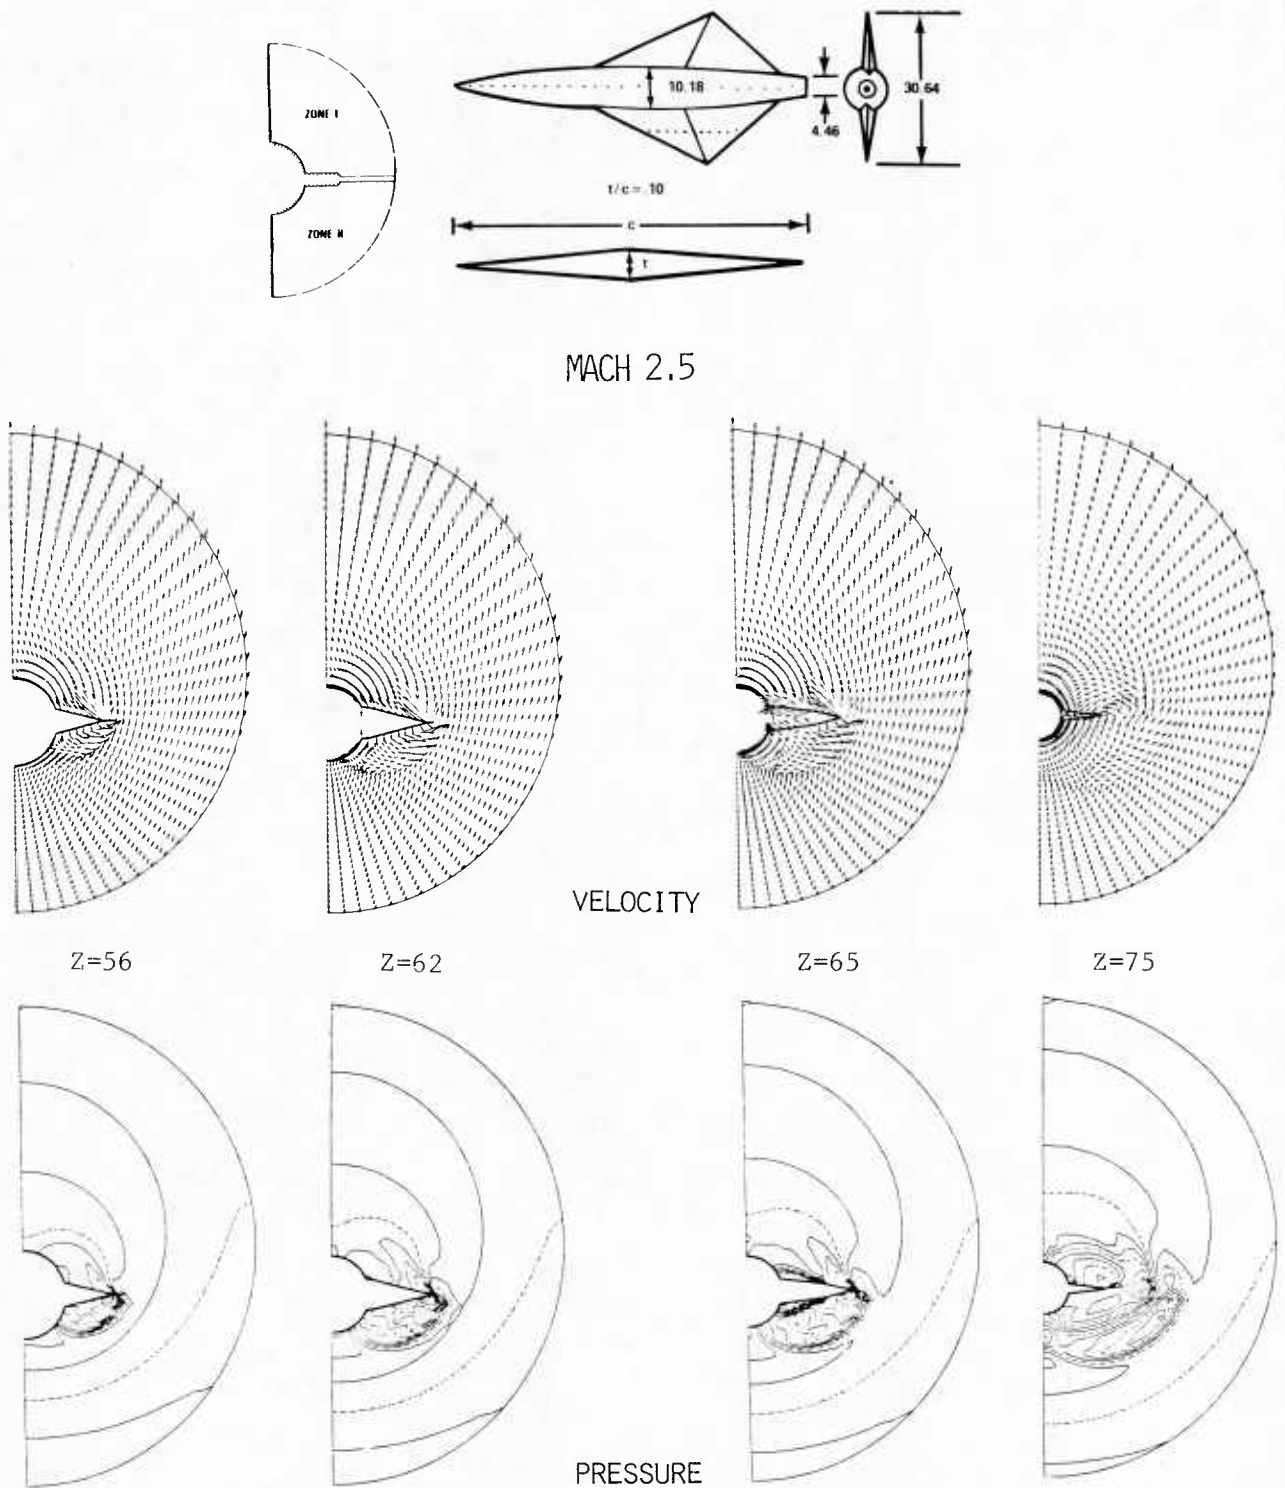 ZONE I
10.18
30.64
4.46
t/c = .10
c
ZONE II
t
MACH 2.5
VELOCITY
Z=56
Z=62
Z=65
Z=75
PRESSURE